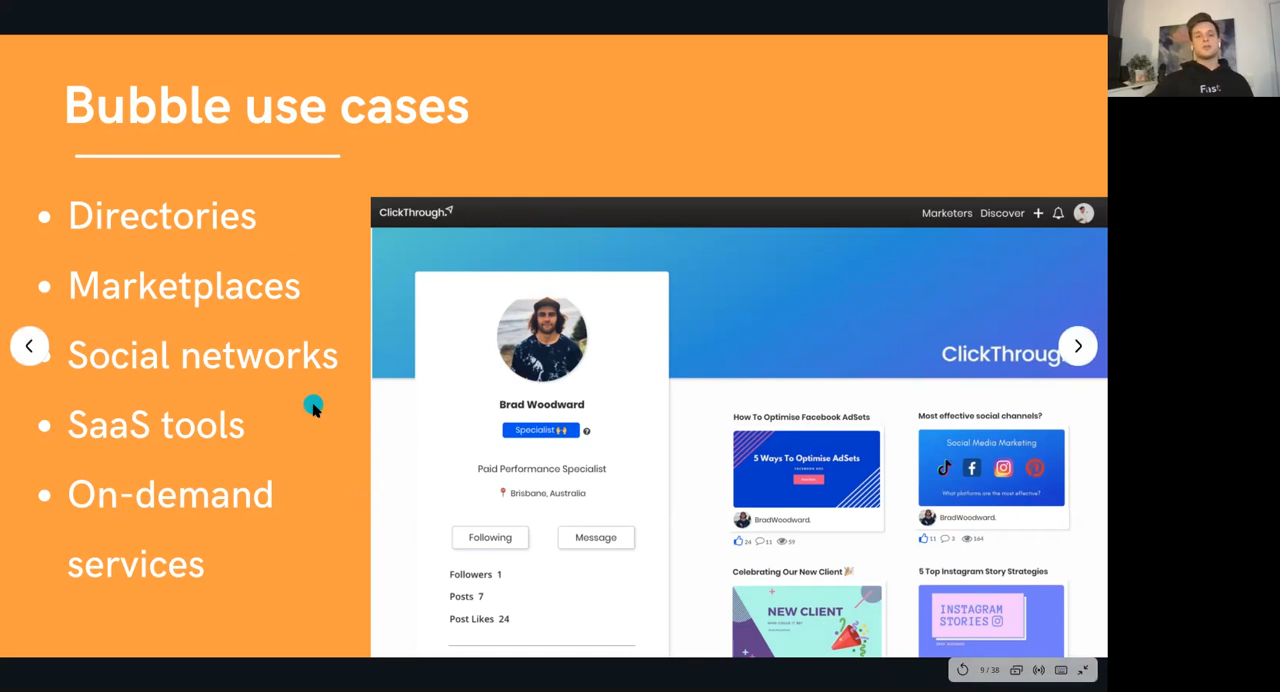 Bubble use cases
Directories
Marketplaces
Social networks
SaaS tools
On-demand
services
ClickThrough.
Marketers Discover
ClickThroug
Brad Woodward
Specialist
Paid Performance Specialist
Brisbane, Australia
Following Message
Followers 1
Posts 7
Post Likes 24
How To Optimise Facebook AdSets
5 Ways To Optimise AdSets
FACEBOOK ADS
BradWoodward.
24 11 59
Most effective social channels?
Social Media Marketing
What platforms are the most effective?
BradWoodward.
11 3 164
Celebrating Our New Client
NEW CLIENT
5 Top Instagram Story Strategies
INSTAGRAM
STORIES
Fast.
9 / 38